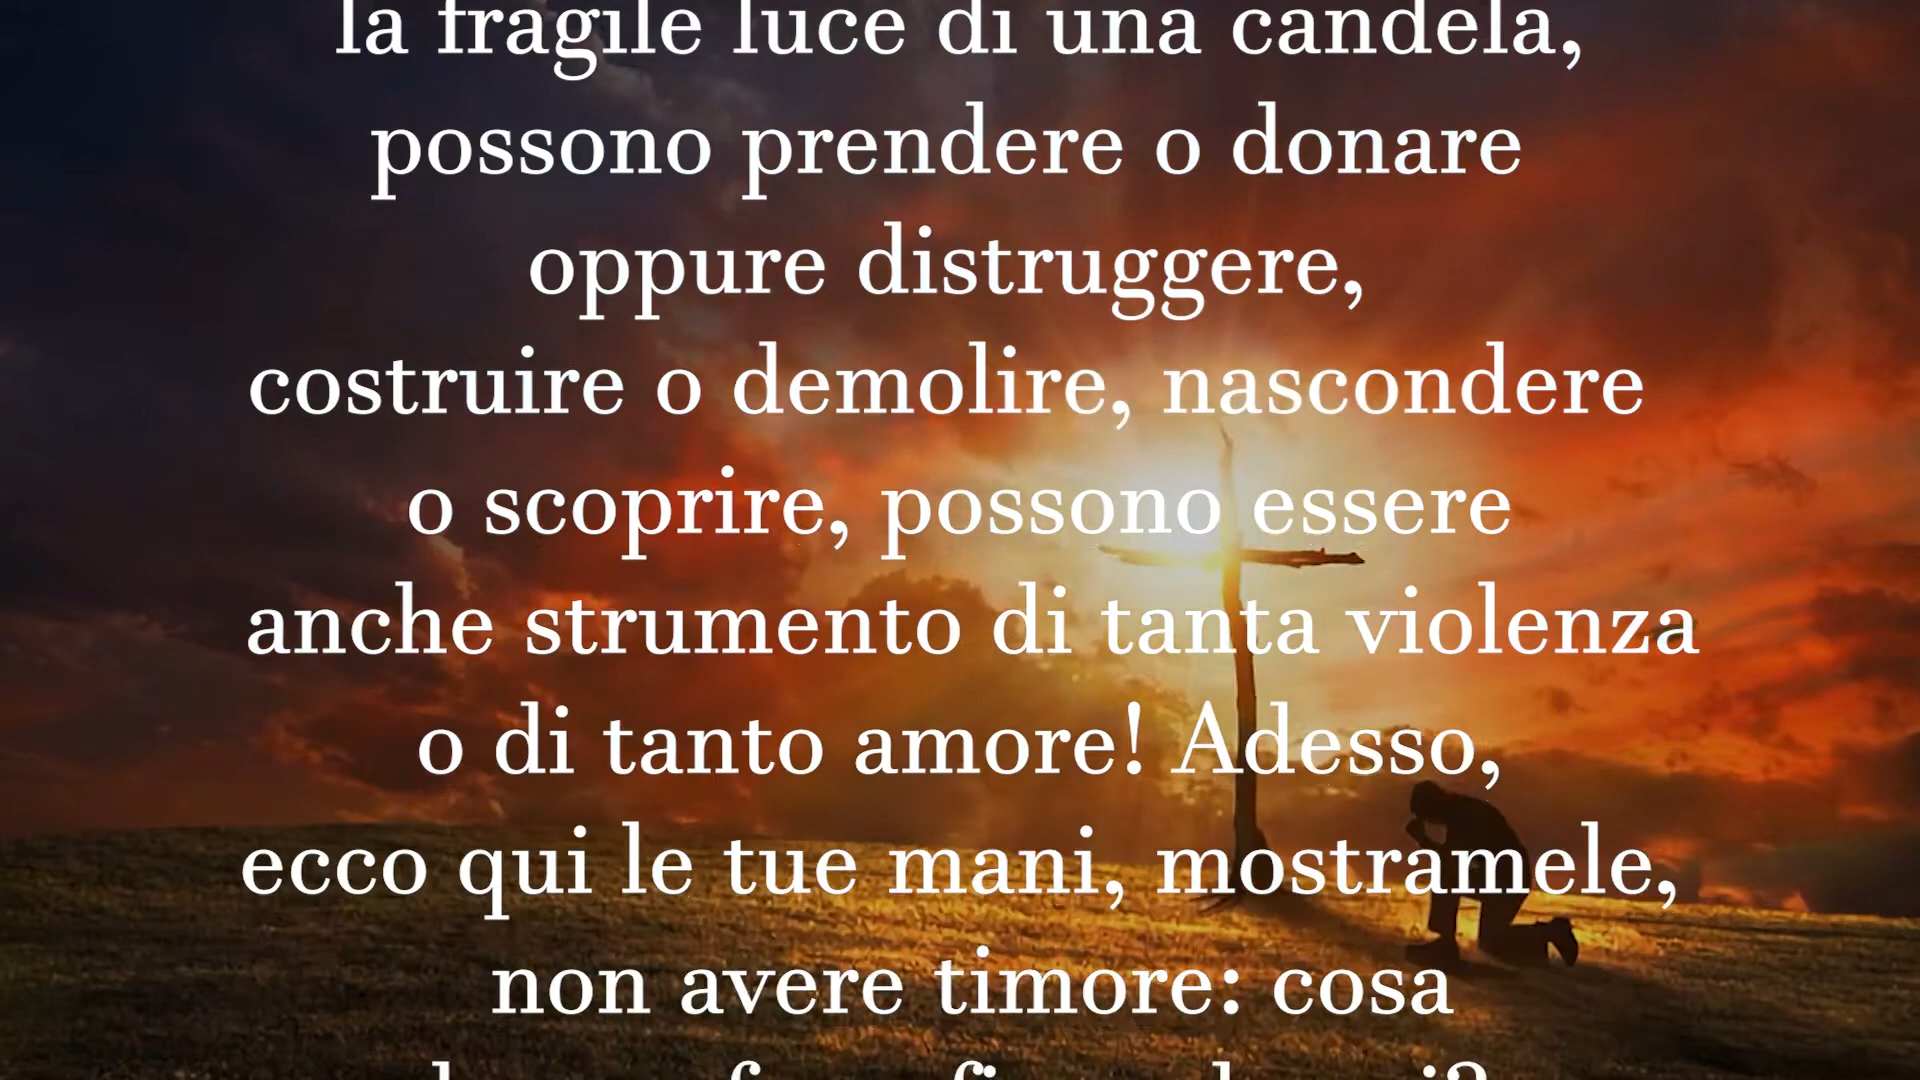 la fragile luce di una candela,
possono prendere o donare
oppure distruggere,
costruire o demolire, nascondere
o scoprire, possono essere
anche strumento di tanta violenza
o di tanto amore! Adesso,
ecco qui le tue mani, mostramele,
non avere timore: cosa